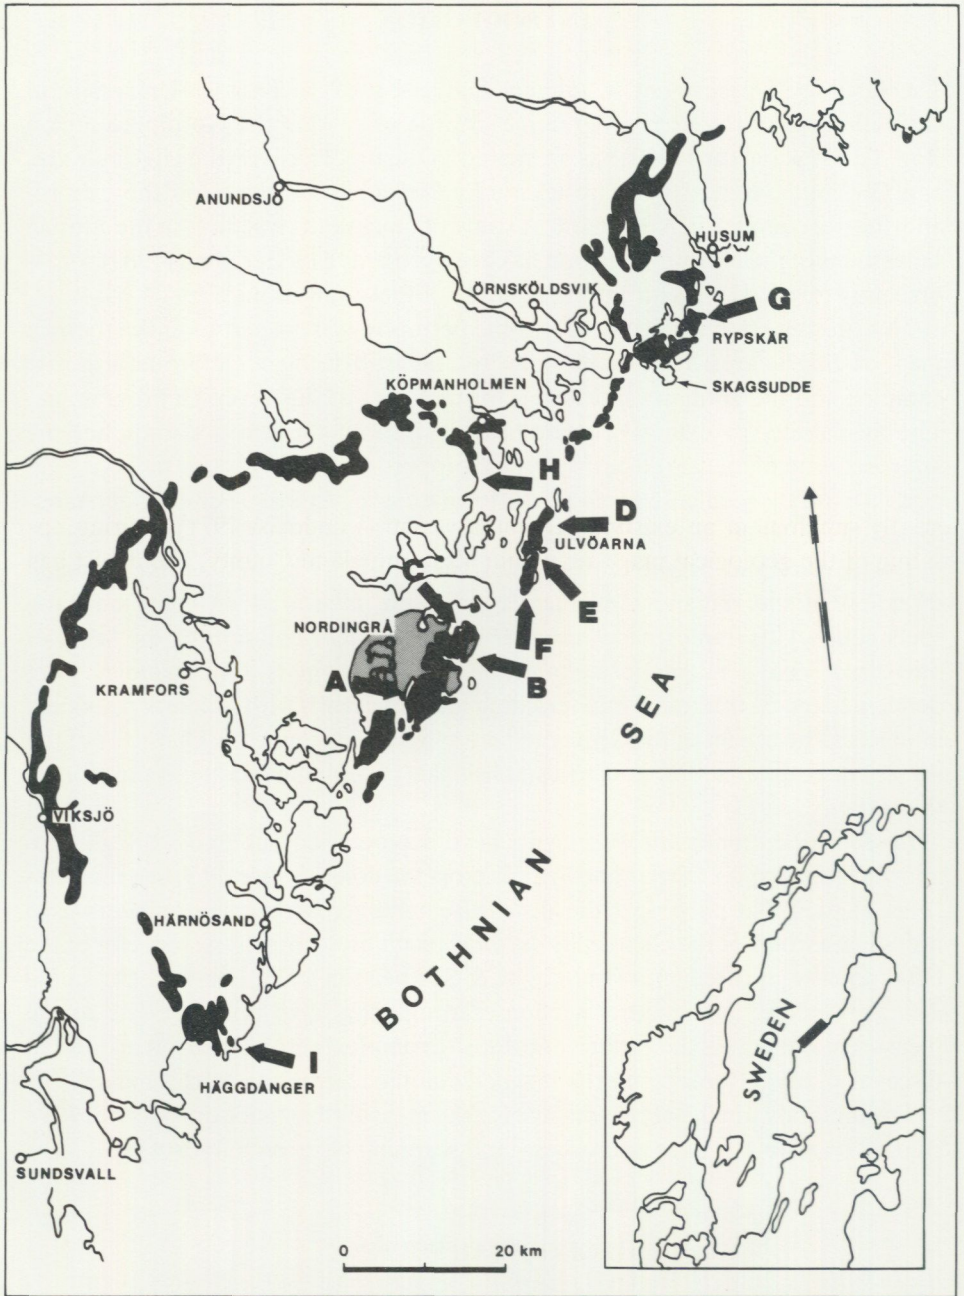 ANUNDSJÖ
HUSUM
ÖRNSKÖLDSVIK
G
RYPSKÄR
KÖPMANHOLMEN
SKAGSUDDE
H
D
ULVÖARNA
C
E
NORDINGRÅ
F
A
B
KRAMFORS
SEA
VIKSJÖ
BOTHNIAN
HÄRNÖSAND
SWEDEN
I
HÄGGDÅNGER
SUNDSVALL
0 20 km